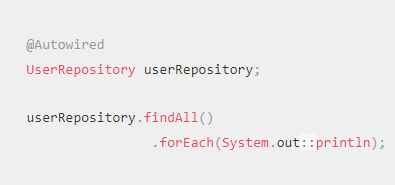 @Autowired
UserRepository userRepository;
userRepository.findAll()
.forEach(System.out::println);